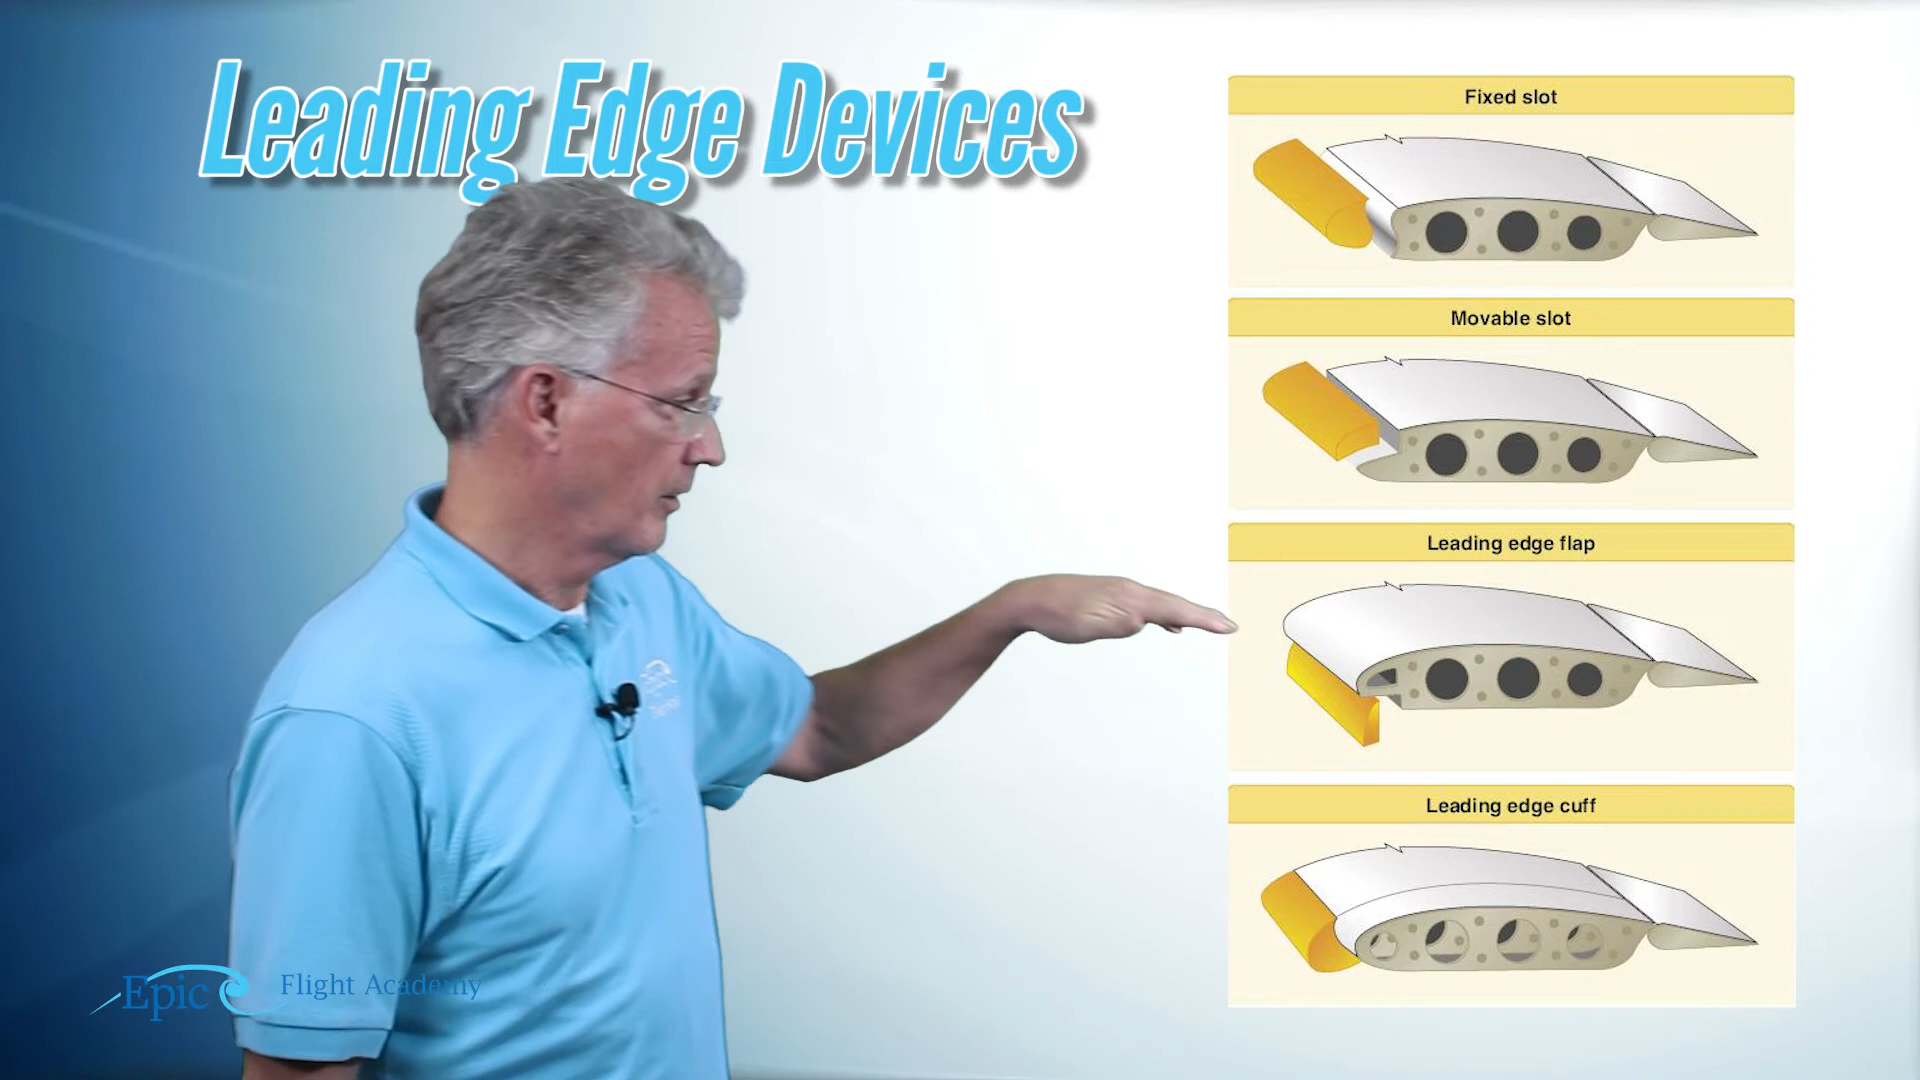 Leading Edge Devices
Fixed slot
Movable slot
Leading edge flap
Leading edge cuff
Epic Flight Academy